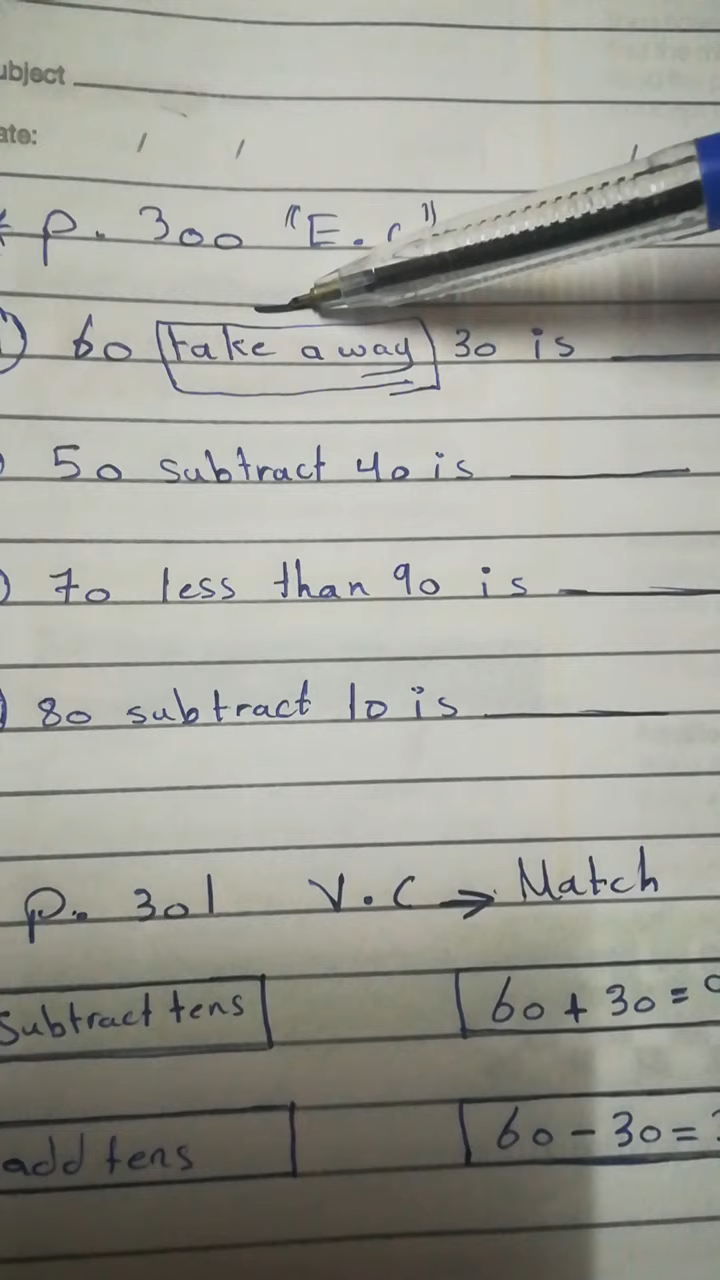 ubject
ate: / / /
p. 300 "E.C"
60 take away 30 is
50 subtract 40 is
70 less than 90 is
80 subtract 10 is
p. 301 V.C → Match
Subtract tens 60 + 30 =
add tens 60 - 30 =